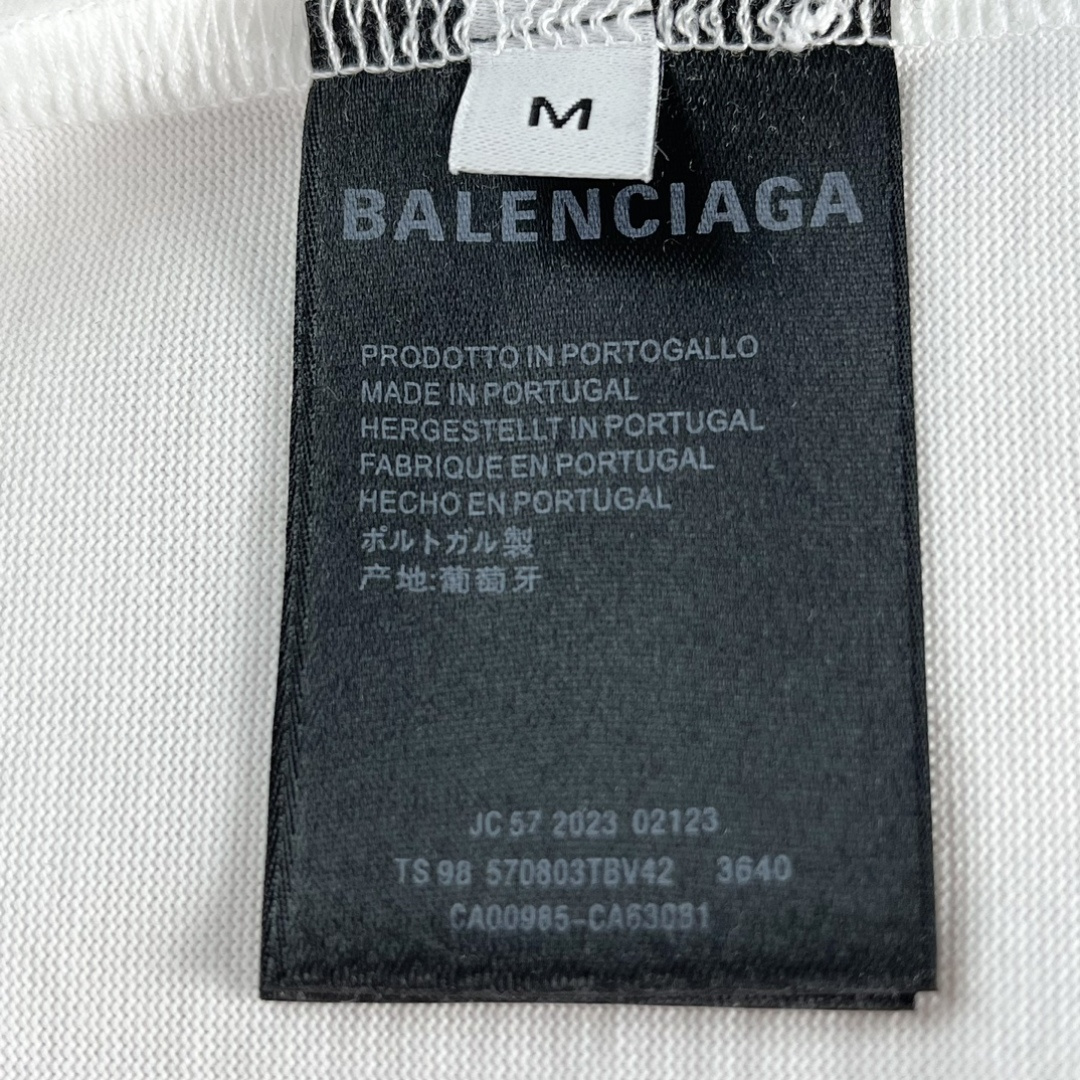 M
BALENCIAGA
PRODOTTO IN PORTOGALLO
MADE IN PORTUGAL
HERGESTELLT IN PORTUGAL
FABRIQUE EN PORTUGAL
HECHO EN PORTUGAL
ポルトガル製
产地:葡萄牙
JC 57 2023 02123
TS 98 570803TBV42 3640
CA00985-CA63081